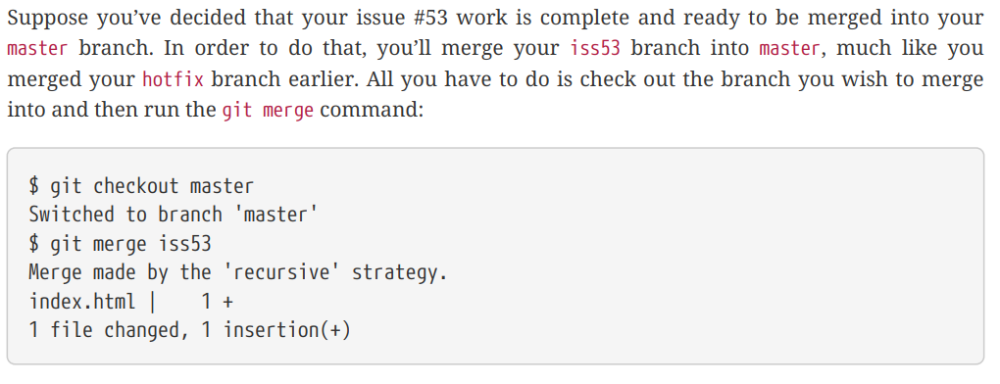 Suppose you’ve decided that your issue #53 work is complete and ready to be merged into your
master branch. In order to do that, you’ll merge your iss53 branch into master, much like you
merged your hotfix branch earlier. All you have to do is check out the branch you wish to merge
into and then run the git merge command:
$ git checkout master
Switched to branch 'master'
$ git merge iss53
Merge made by the 'recursive' strategy.
index.html |    1 +
1 file changed, 1 insertion(+)